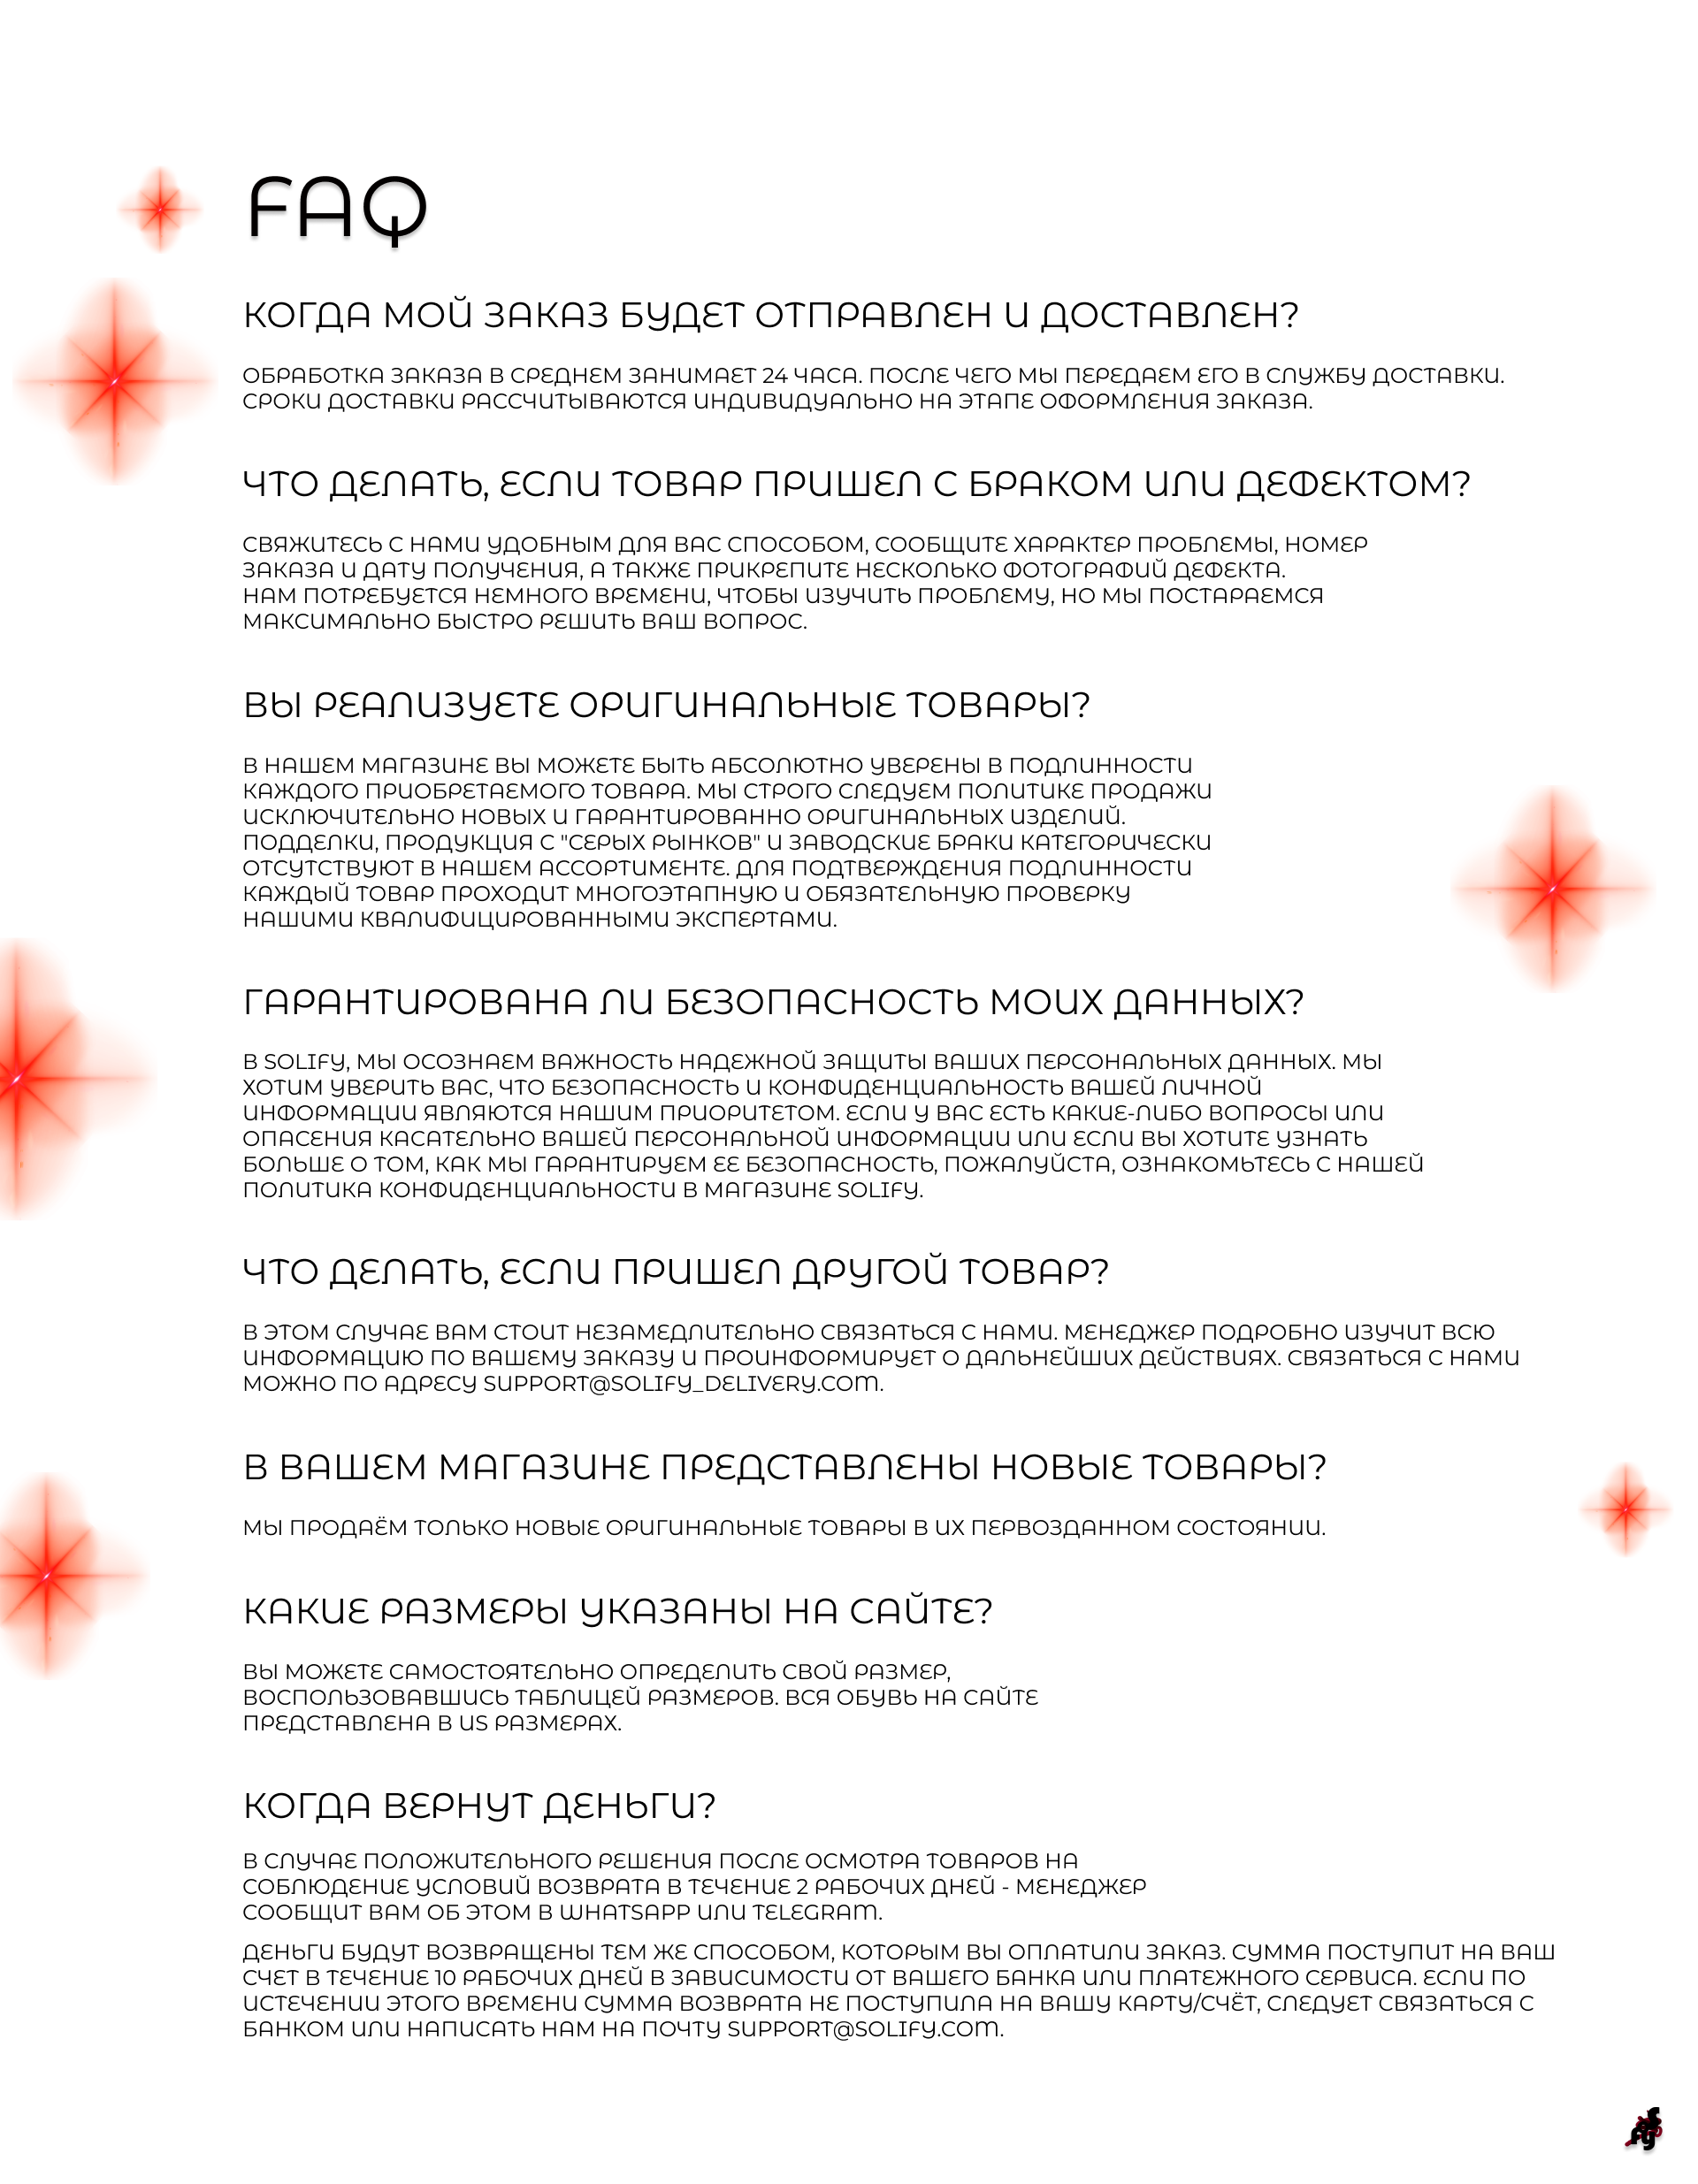 FAQ
КОГДА МОЙ ЗАКАЗ БУДЕТ ОТПРАВЛЕН И ДОСТАВЛЕН?
ОБРАБОТКА ЗАКАЗА В СРЕДНЕМ ЗАНИМАЕТ 24 ЧАСА. ПОСЛЕ ЧЕГО МЫ ПЕРЕДАЕМ ЕГО В СЛУЖБУ ДОСТАВКИ.
СРОКИ ДОСТАВКИ РАССЧИТЫВАЮТСЯ ИНДИВИДУАЛЬНО НА ЭТАПЕ ОФОРМЛЕНИЯ ЗАКАЗА.
ЧТО ДЕЛАТЬ, ЕСЛИ ТОВАР ПРИШЕЛ С БРАКОМ ИЛИ ДЕФЕКТОМ?
СВЯЖИТЕСЬ С НАМИ УДОБНЫМ ДЛЯ ВАС СПОСОБОМ, СООБЩИТЕ ХАРАКТЕР ПРОБЛЕМЫ, НОМЕР
ЗАКАЗА И ДАТУ ПОЛУЧЕНИЯ, А ТАКЖЕ ПРИКРЕПИТЕ НЕСКОЛЬКО ФОТОГРАФИЙ ДЕФЕКТА.
НАМ ПОТРЕБУЕТСЯ НЕМНОГО ВРЕМЕНИ, ЧТОБЫ ИЗУЧИТЬ ПРОБЛЕМУ, НО МЫ ПОСТАРАЕМСЯ
МАКСИМАЛЬНО БЫСТРО РЕШИТЬ ВАШ ВОПРОС.
ВЫ РЕАЛИЗУЕТЕ ОРИГИНАЛЬНЫЕ ТОВАРЫ?
В НАШЕМ МАГАЗИНЕ ВЫ МОЖЕТЕ БЫТЬ АБСОЛЮТНО УВЕРЕНЫ В ПОДЛИННОСТИ
КАЖДОГО ПРИОБРЕТАЕМОГО ТОВАРА. МЫ СТРОГО СЛЕДУЕМ ПОЛИТИКЕ ПРОДАЖИ
ИСКЛЮЧИТЕЛЬНО НОВЫХ И ГАРАНТИРОВАННО ОРИГИНАЛЬНЫХ ИЗДЕЛИЙ.
ПОДДЕЛКИ, ПРОДУКЦИЯ С "СЕРЫХ РЫНКОВ" И ЗАВОДСКИЕ БРАКИ КАТЕГОРИЧЕСКИ
ОТСУТСТВУЮТ В НАШЕМ АССОРТИМЕНТЕ. ДЛЯ ПОДТВЕРЖДЕНИЯ ПОДЛИННОСТИ
КАЖДЫЙ ТОВАР ПРОХОДИТ МНОГОЭТАПНУЮ И ОБЯЗАТЕЛЬНУЮ ПРОВЕРКУ
НАШИМИ КВАЛИФИЦИРОВАННЫМИ ЭКСПЕРТАМИ.
ГАРАНТИРОВАНА ЛИ БЕЗОПАСНОСТЬ МОИХ ДАННЫХ?
В SOLIFY, МЫ ОСОЗНАЕМ ВАЖНОСТЬ НАДЕЖНОЙ ЗАЩИТЫ ВАШИХ ПЕРСОНАЛЬНЫХ ДАННЫХ. МЫ
ХОТИМ УВЕРИТЬ ВАС, ЧТО БЕЗОПАСНОСТЬ И КОНФИДЕНЦИАЛЬНОСТЬ ВАШЕЙ ЛИЧНОЙ
ИНФОРМАЦИИ ЯВЛЯЮТСЯ НАШИМ ПРИОРИТЕТОМ. ЕСЛИ У ВАС ЕСТЬ КАКИЕ-ЛИБО ВОПРОСЫ ИЛИ
ОПАСЕНИЯ КАСАТЕЛЬНО ВАШЕЙ ПЕРСОНАЛЬНОЙ ИНФОРМАЦИИ ИЛИ ЕСЛИ ВЫ ХОТИТЕ УЗНАТЬ
БОЛЬШЕ О ТОМ, КАК МЫ ГАРАНТИРУЕМ ЕЕ БЕЗОПАСНОСТЬ, ПОЖАЛУЙСТА, ОЗНАКОМЬТЕСЬ С НАШЕЙ
ПОЛИТИКА КОНФИДЕНЦИАЛЬНОСТИ В МАГАЗИНЕ SOLIFY.
ЧТО ДЕЛАТЬ, ЕСЛИ ПРИШЕЛ ДРУГОЙ ТОВАР?
В ЭТОМ СЛУЧАЕ ВАМ СТОИТ НЕЗАМЕДЛИТЕЛЬНО СВЯЗАТЬСЯ С НАМИ. МЕНЕДЖЕР ПОДРОБНО ИЗУЧИТ ВСЮ
ИНФОРМАЦИЮ ПО ВАШЕМУ ЗАКАЗУ И ПРОИНФОРМИРУЕТ О ДАЛЬНЕЙШИХ ДЕЙСТВИЯХ. СВЯЗАТЬСЯ С НАМИ
МОЖНО ПО АДРЕСУ SUPPORT@SOLIFY_DELIVERY.COM.
В ВАШЕМ МАГАЗИНЕ ПРЕДСТАВЛЕНЫ НОВЫЕ ТОВАРЫ?
МЫ ПРОДАЁМ ТОЛЬКО НОВЫЕ ОРИГИНАЛЬНЫЕ ТОВАРЫ В ИХ ПЕРВОЗДАННОМ СОСТОЯНИИ.
КАКИЕ РАЗМЕРЫ УКАЗАНЫ НА САЙТЕ?
ВЫ МОЖЕТЕ САМОСТОЯТЕЛЬНО ОПРЕДЕЛИТЬ СВОЙ РАЗМЕР,
ВОСПОЛЬЗОВАВШИСЬ ТАБЛИЦЕЙ РАЗМЕРОВ. ВСЯ ОБУВЬ НА САЙТЕ
ПРЕДСТАВЛЕНА В US РАЗМЕРАХ.
КОГДА ВЕРНУТ ДЕНЬГИ?
В СЛУЧАЕ ПОЛОЖИТЕЛЬНОГО РЕШЕНИЯ ПОСЛЕ ОСМОТРА ТОВАРОВ НА
СОБЛЮДЕНИЕ УСЛОВИЙ ВОЗВРАТА В ТЕЧЕНИЕ 2 РАБОЧИХ ДНЕЙ - МЕНЕДЖЕР
СООБЩИТ ВАМ ОБ ЭТОМ В WHATSAPP ИЛИ TELEGRAM.
ДЕНЬГИ БУДУТ ВОЗВРАЩЕНЫ ТЕМ ЖЕ СПОСОБОМ, КОТОРЫМ ВЫ ОПЛАТИЛИ ЗАКАЗ. СУММА ПОСТУПИТ НА ВАШ
СЧЕТ В ТЕЧЕНИЕ 10 РАБОЧИХ ДНЕЙ В ЗАВИСИМОСТИ ОТ ВАШЕГО БАНКА ИЛИ ПЛАТЕЖНОГО СЕРВИСА. ЕСЛИ ПО
ИСТЕЧЕНИИ ЭТОГО ВРЕМЕНИ СУММА ВОЗВРАТА НЕ ПОСТУПИЛА НА ВАШУ КАРТУ/СЧЁТ, СЛЕДУЕТ СВЯЗАТЬСЯ С
БАНКОМ ИЛИ НАПИСАТЬ НАМ НА ПОЧТУ SUPPORT@SOLIFY.COM.